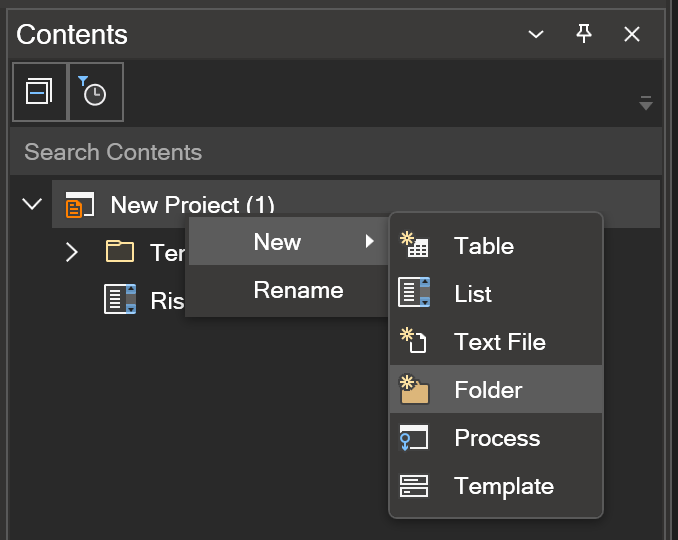 Contents
Search Contents
New Project (1)
Ter
Ris
New
Rename
Table
List
Text File
Folder
Process
Template